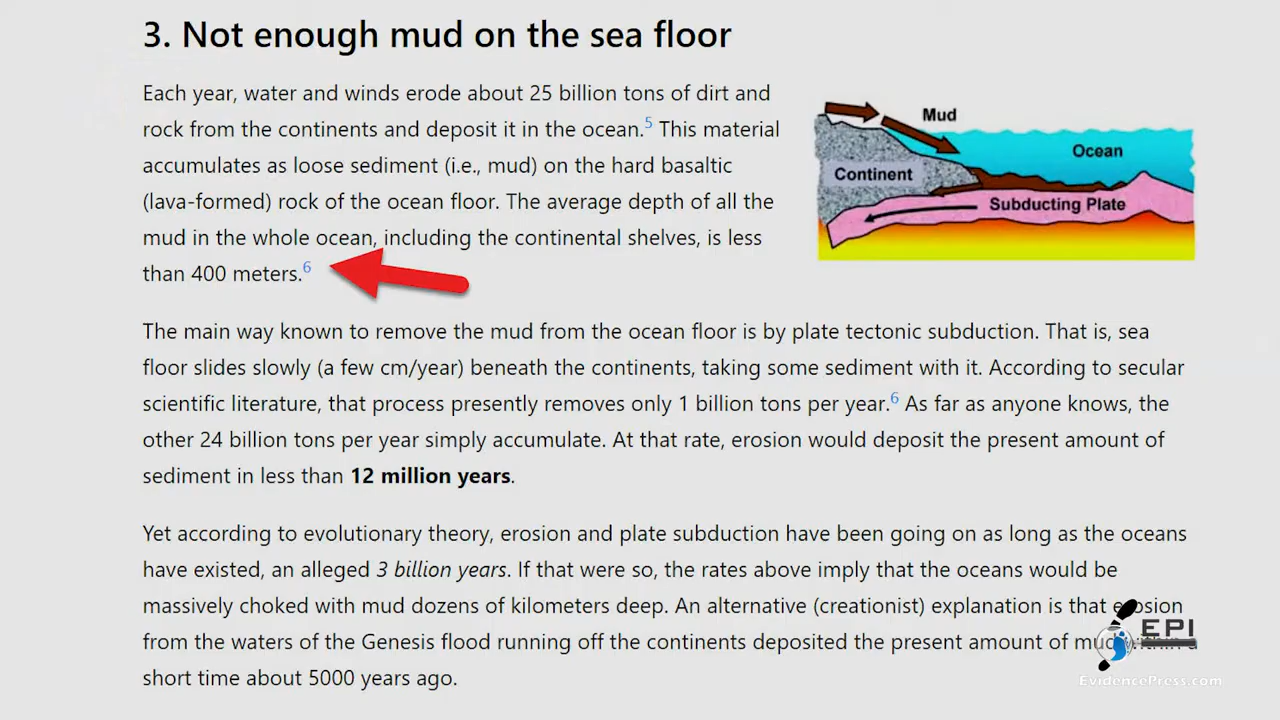 3. Not enough mud on the sea floor
Each year, water and winds erode about 25 billion tons of dirt and
rock from the continents and deposit it in the ocean.5 This material
accumulates as loose sediment (i.e., mud) on the hard basaltic
(lava-formed) rock of the ocean floor. The average depth of all the
mud in the whole ocean, including the continental shelves, is less
than 400 meters.6
Mud
Ocean
Continent
Subducting Plate
The main way known to remove the mud from the ocean floor is by plate tectonic subduction. That is, sea
floor slides slowly (a few cm/year) beneath the continents, taking some sediment with it. According to secular
scientific literature, that process presently removes only 1 billion tons per year.6 As far as anyone knows, the
other 24 billion tons per year simply accumulate. At that rate, erosion would deposit the present amount of
sediment in less than 12 million years.
Yet according to evolutionary theory, erosion and plate subduction have been going on as long as the oceans
have existed, an alleged 3 billion years. If that were so, the rates above imply that the oceans would be
massively choked with mud dozens of kilometers deep. An alternative (creationist) explanation is that erosion
from the waters of the Genesis flood running off the continents deposited the present amount of mud within a
short time about 5000 years ago.
EPI
EvidencePress.com